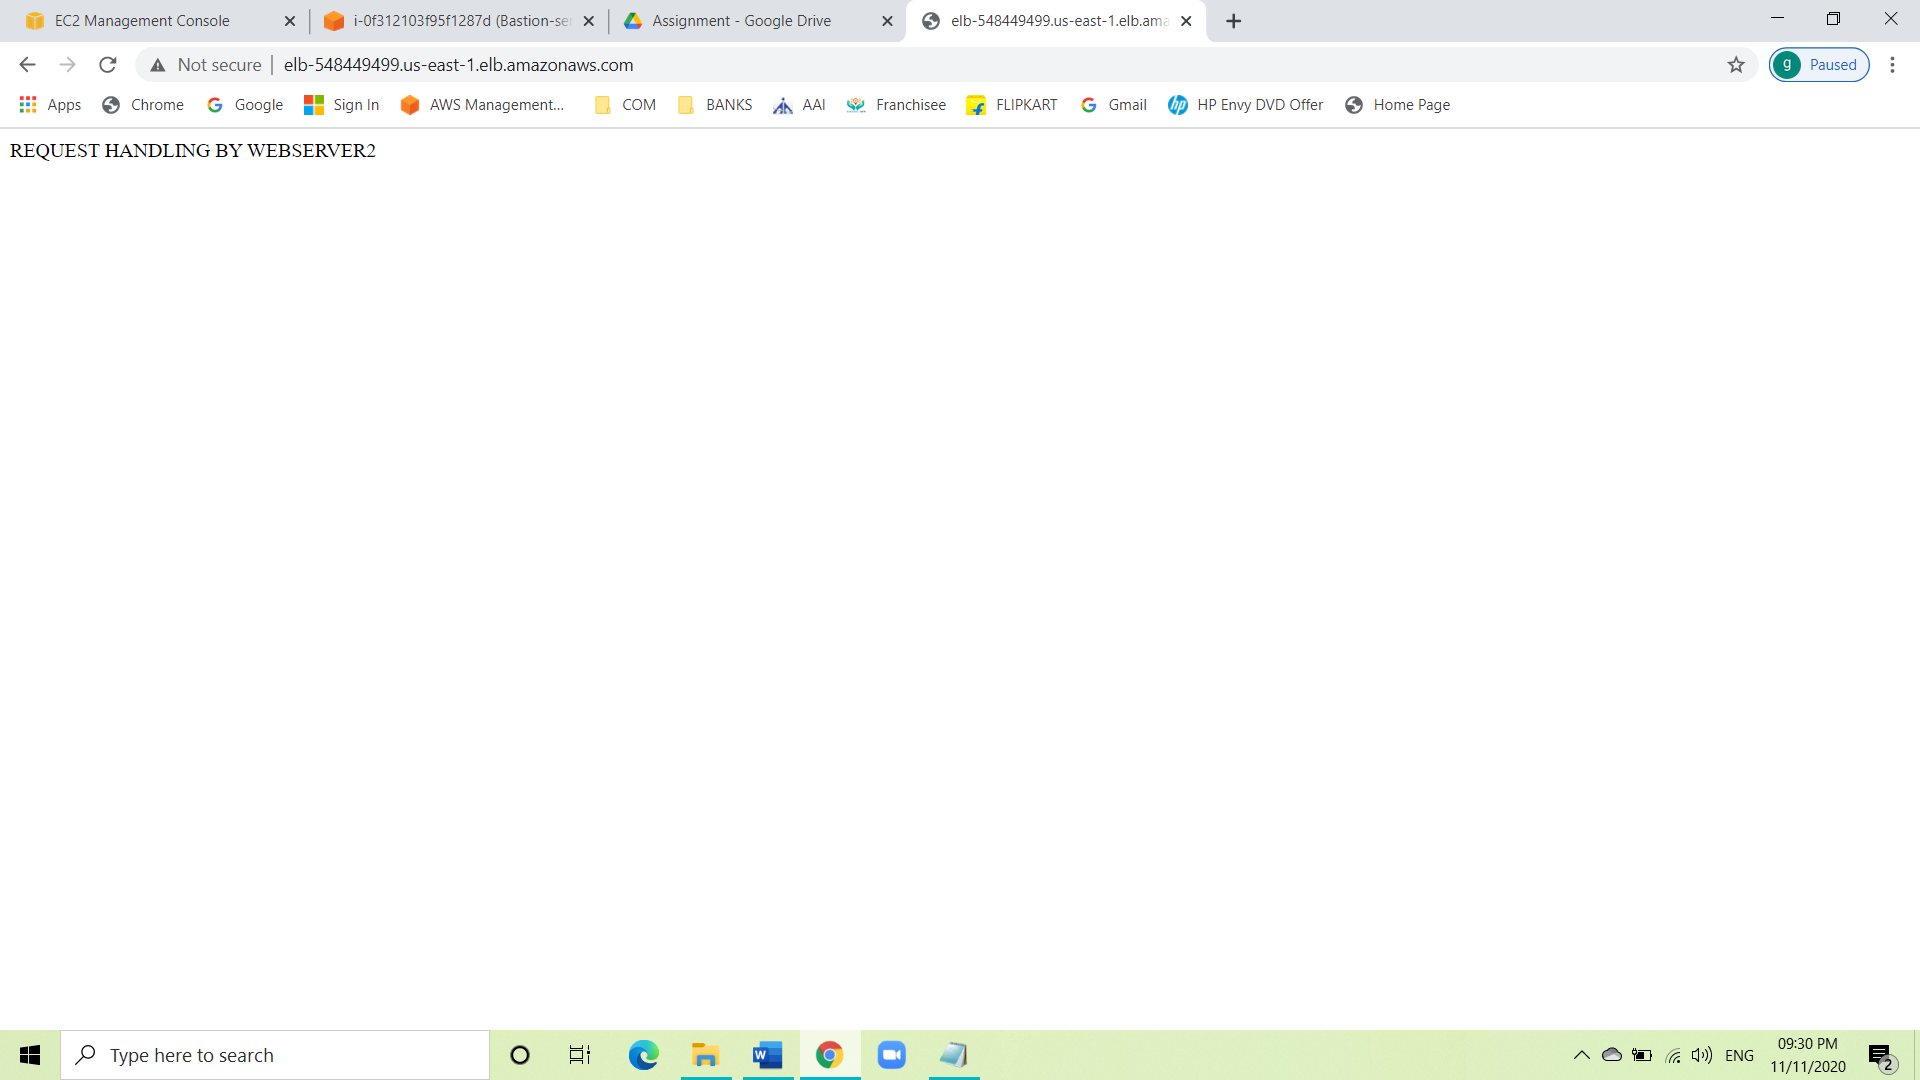 EC2 Management Console
i-0f312103f95f1287d (Bastion-se
Assignment - Google Drive
elb-548449499.us-east-1.elb.ama
Not secure
elb-548449499.us-east-1.elb.amazonaws.com
g
Paused
Apps
Chrome
Google
Sign In
AWS Management...
COM
BANKS
AAI
Franchisee
FLIPKART
Gmail
hp
HP Envy DVD Offer
Home Page
REQUEST HANDLING BY WEBSERVER2
Type here to search
W
ENG
09:30 PM
11/11/2020
2